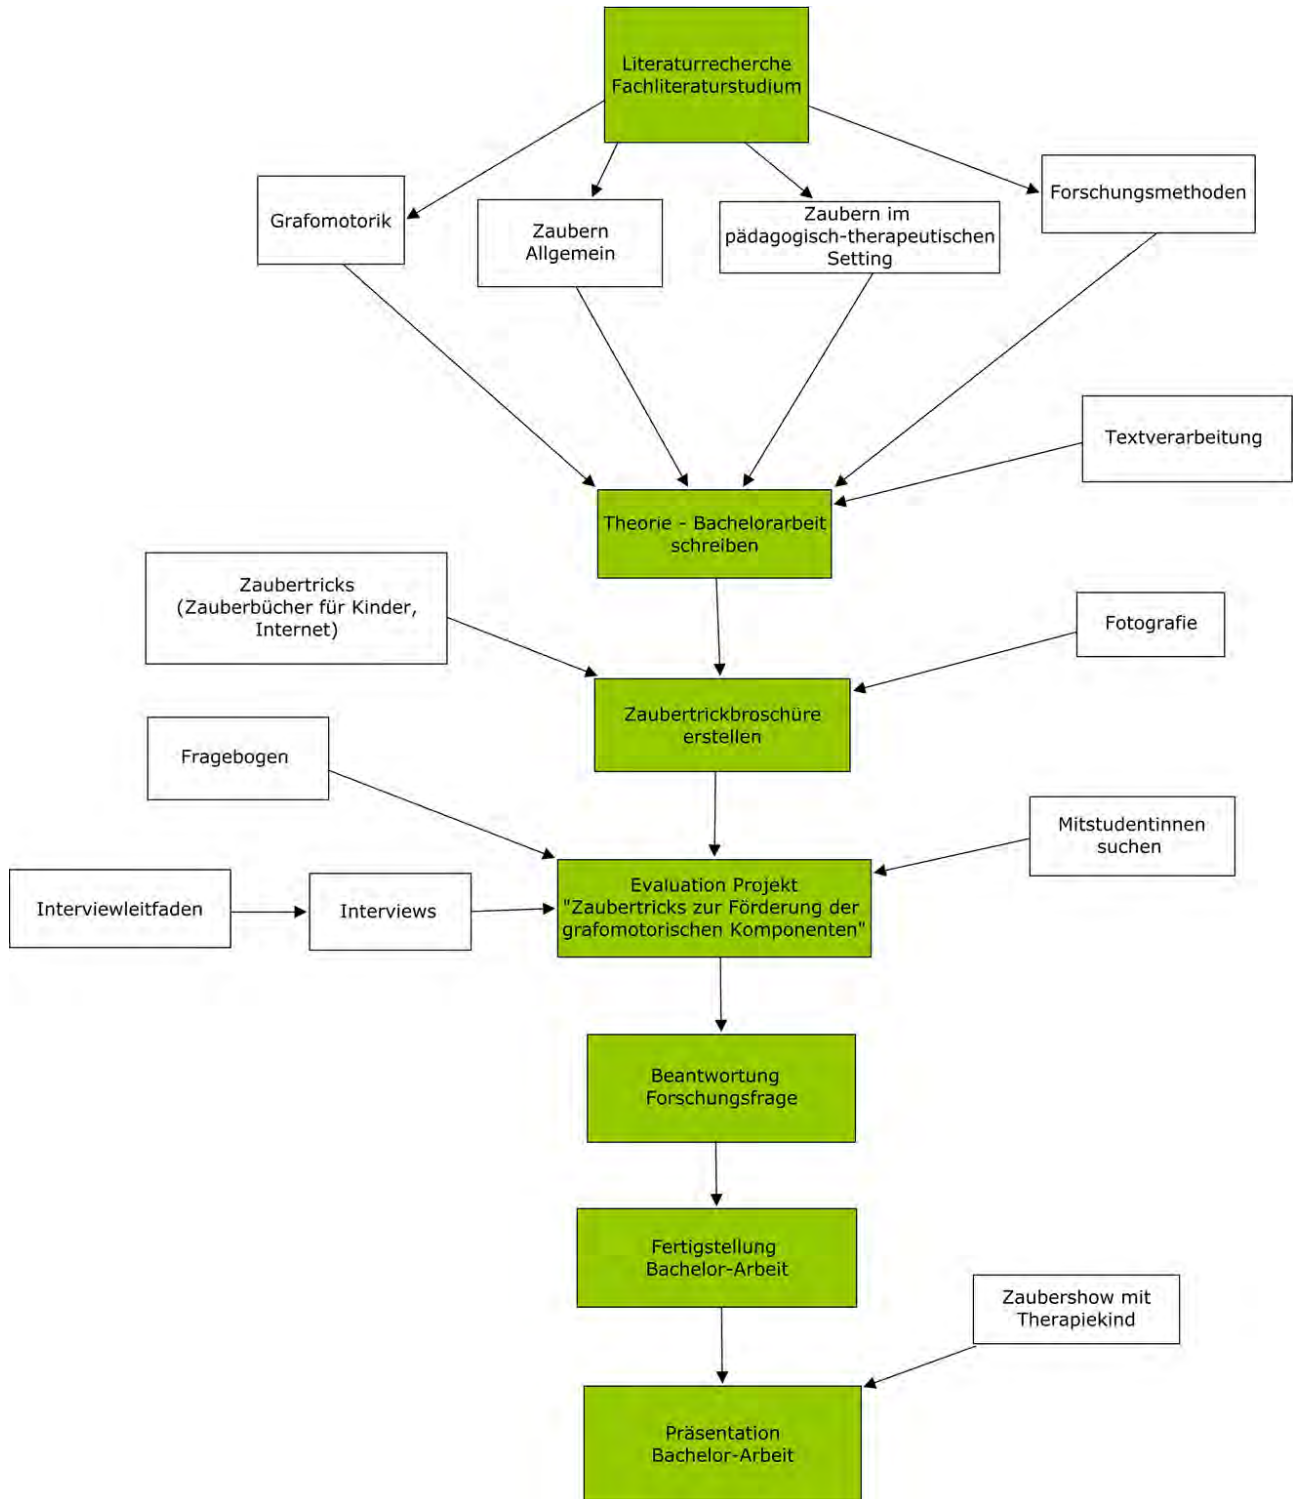 Literaturrecherche
Fachliteraturstudium
Grafomotorik
Zaubern
Allgemein
Zaubern im
pädagogisch-therapeutischen
Setting
Forschungsmethoden
Textverarbeitung
Theorie - Bachelorarbeit
schreiben
Zaubertricks
(Zauberbücher für Kinder,
Internet)
Fotografie
Zaubertrickbroschüre
erstellen
Fragebogen
Mitstudentinnen
suchen
Interviewleitfaden
Interviews
Evaluation Projekt
"Zaubertricks zur Förderung der
grafomotorischen Komponenten"
Beantwortung
Forschungsfrage
Fertigstellung
Bachelor-Arbeit
Zaubershow mit
Therapiekind
Präsentation
Bachelor-Arbeit